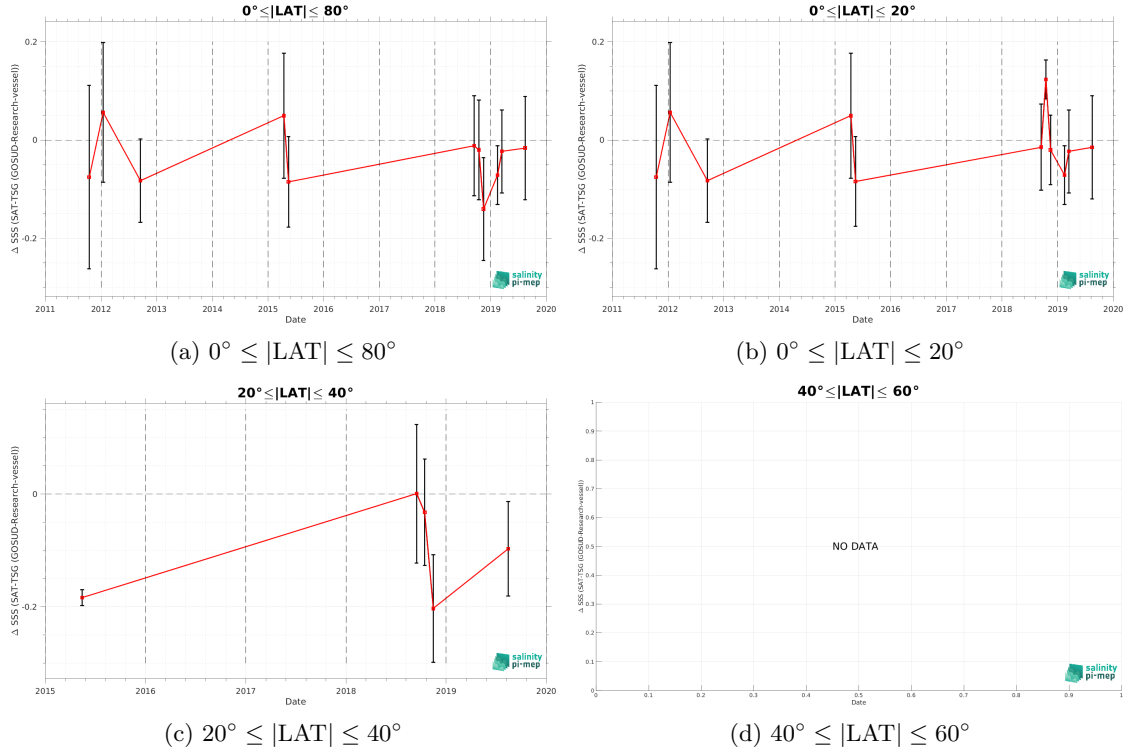 0°≤|LAT|≤ 80°
Δ SSS (SAT-TSG (GOSUD-Research-vessel))
0.2
0
-0.2
2011 2012 2013 2014 2015 2016 2017 2018 2019 2020
Date
salinity
pi-mep
(a) 0° ≤ |LAT| ≤ 80°
0°≤|LAT|≤ 20°
Δ SSS (SAT-TSG (GOSUD-Research-vessel))
0.2
0
-0.2
2011 2012 2013 2014 2015 2016 2017 2018 2019 2020
Date
salinity
pi-mep
(b) 0° ≤ |LAT| ≤ 20°
20°≤|LAT|≤ 40°
Δ SSS (SAT-TSG (GOSUD-Research-vessel))
0
-0.2
2015 2016 2017 2018 2019 2020
Date
salinity
pi-mep
(c) 20° ≤ |LAT| ≤ 40°
40°≤|LAT|≤ 60°
Δ SSS (SAT-TSG (GOSUD-Research-vessel))
1
0.9
0.8
0.7
0.6
0.5
0.4
0.3
0.2
0.1
0
NO DATA
0 0.1 0.2 0.3 0.4 0.5 0.6 0.7 0.8 0.9 1
Date
salinity
pi-mep
(d) 40° ≤ |LAT| ≤ 60°